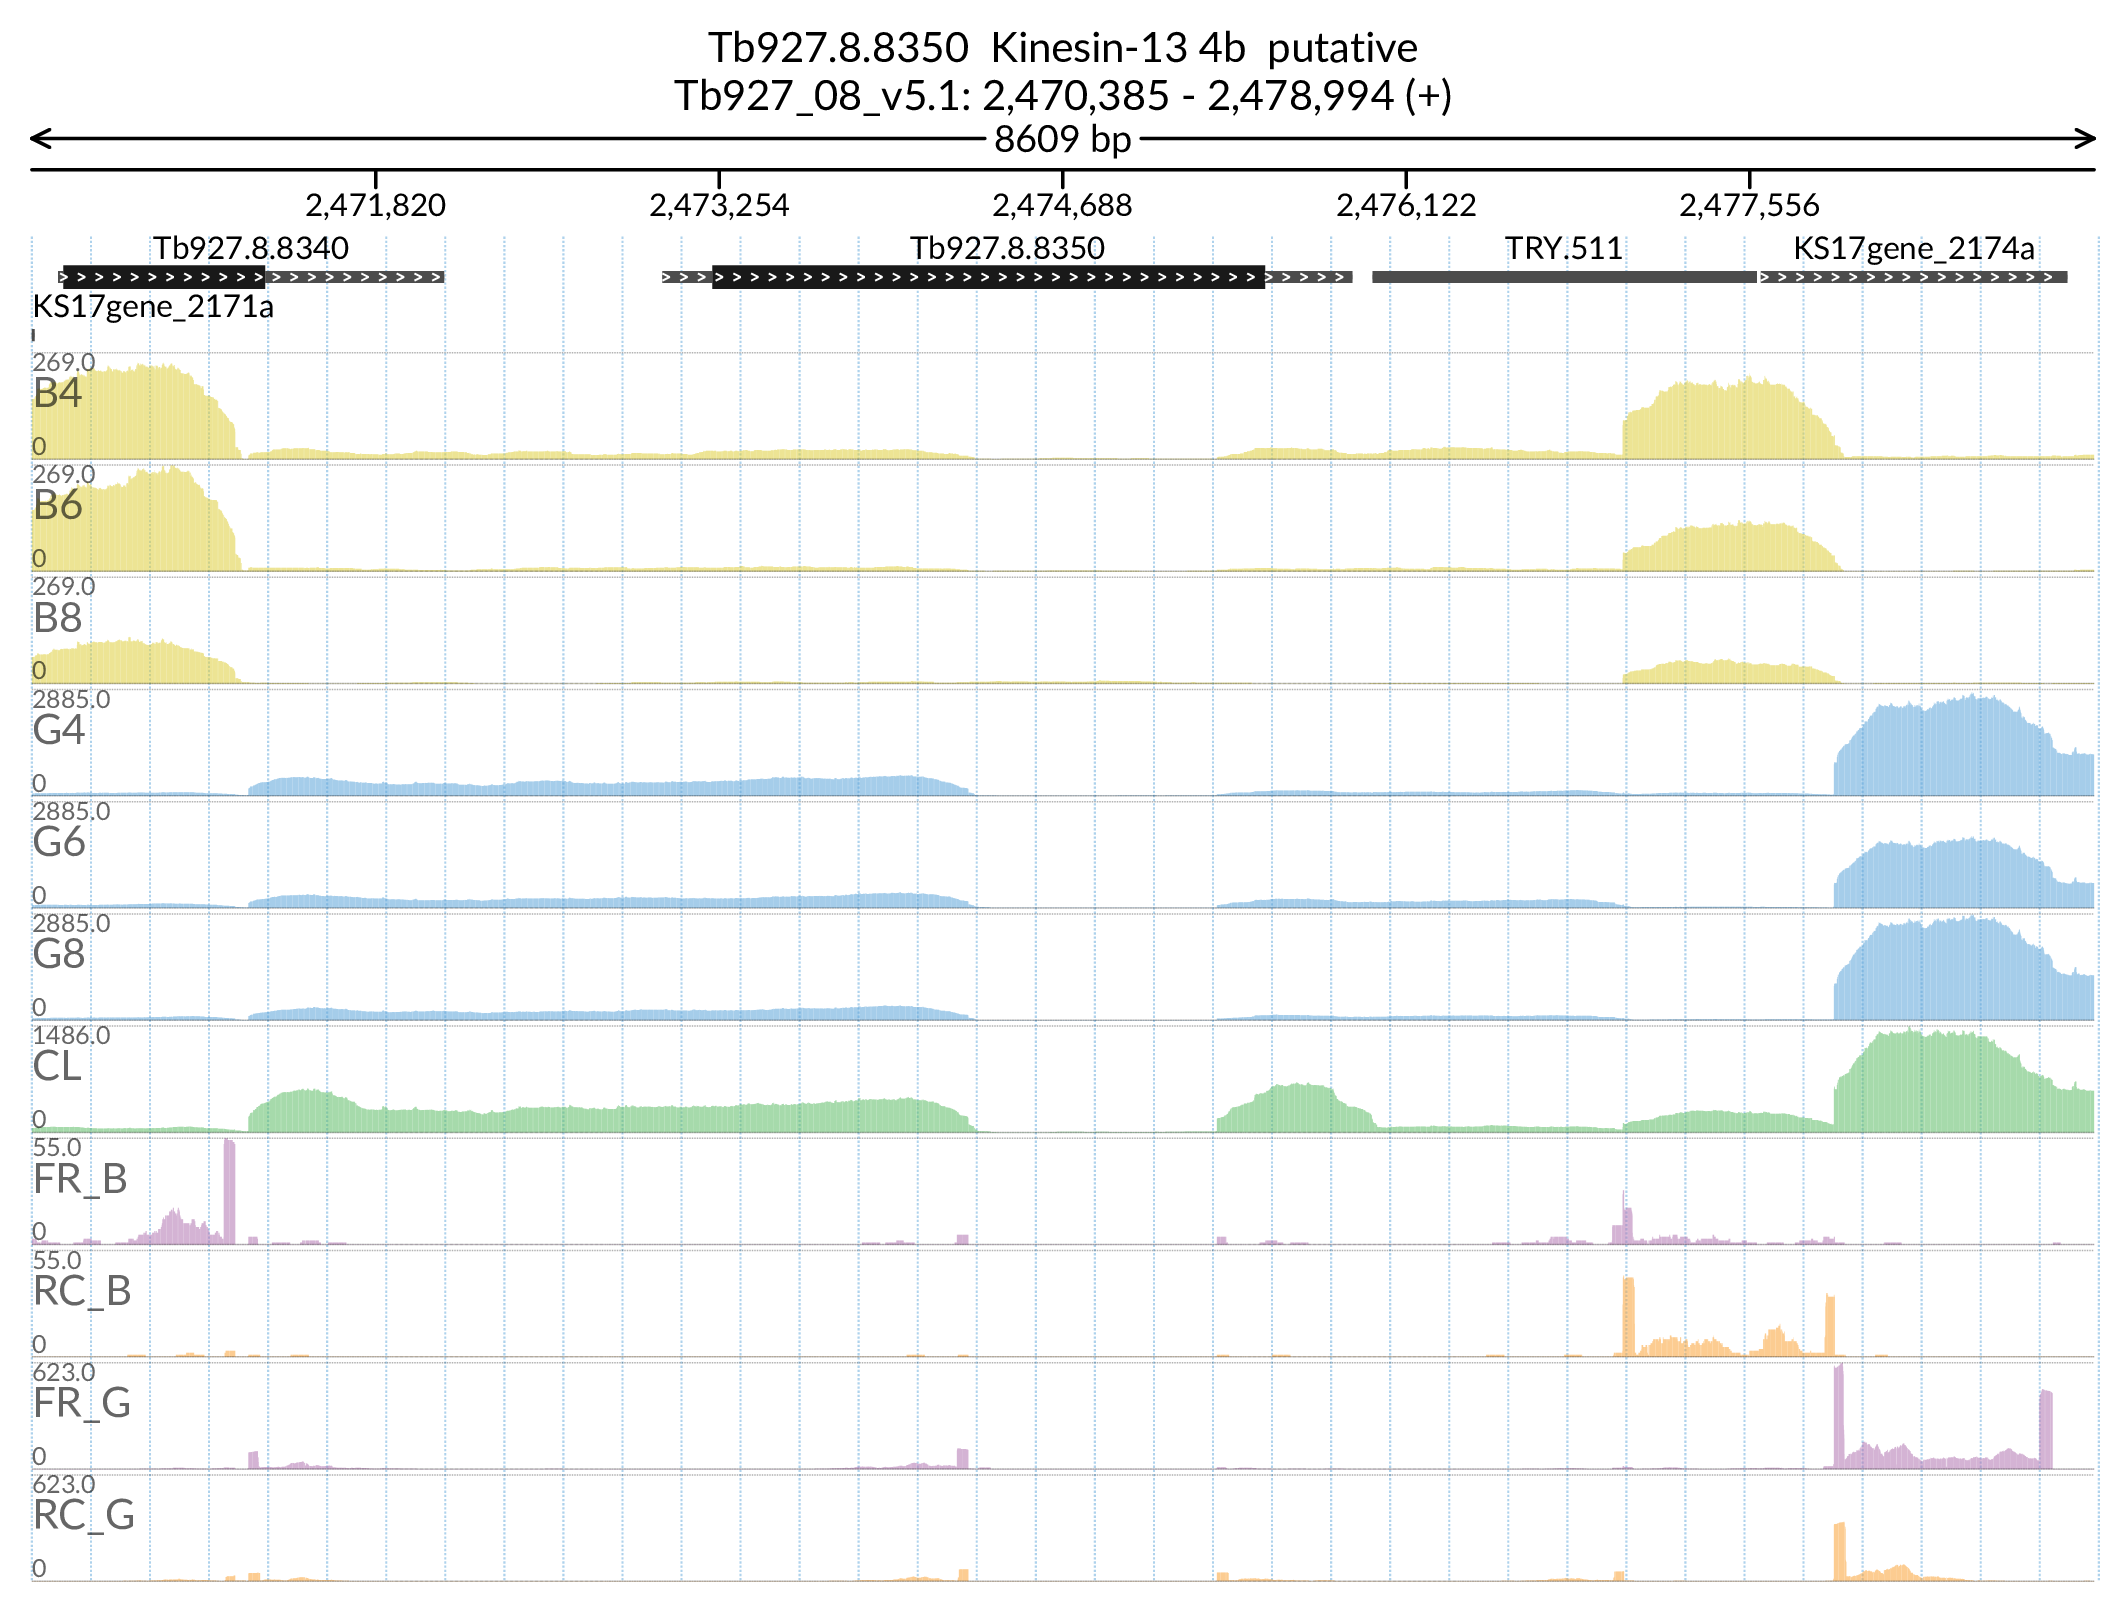 Tb927.8.8350 Kinesin-13 4b putative
Tb927_08_v5.1: 2,470,385 - 2,478,994 (+)
8609 bp
2,471,820 2,473,254 2,474,688 2,476,122 2,477,556
Tb927.8.8340 Tb927.8.8350 TRY.511 KS17gene_2174a
KS17gene_2171a
269.0
B4
0
269.0
B6
0
269.0
B8
0
2885.0
G4
0
2885.0
G6
0
2885.0
G8
0
1486.0
CL
0
55.0
FR_B
0
55.0
RC_B
0
623.0
FR_G
0
623.0
RC_G
0